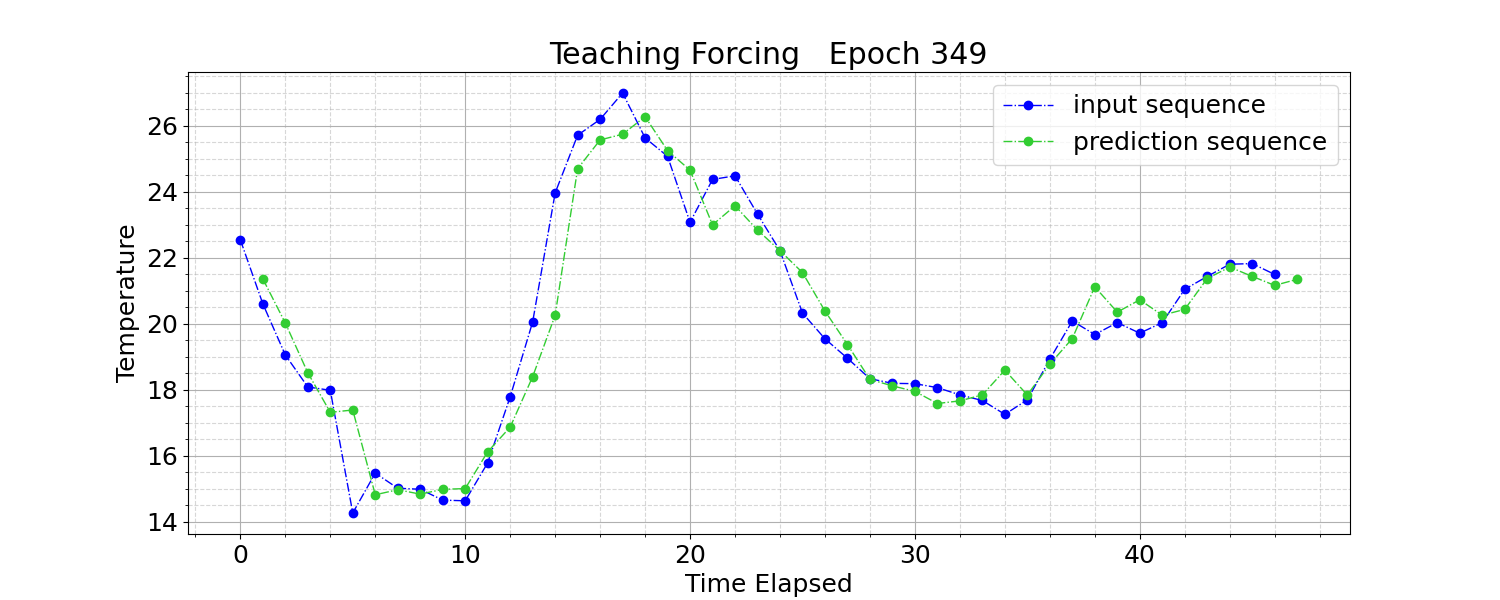 Teaching Forcing   Epoch 349
input sequence
prediction sequence
26
24
22
20
18
16
14
Temperature
0 10 20 30 40
Time Elapsed